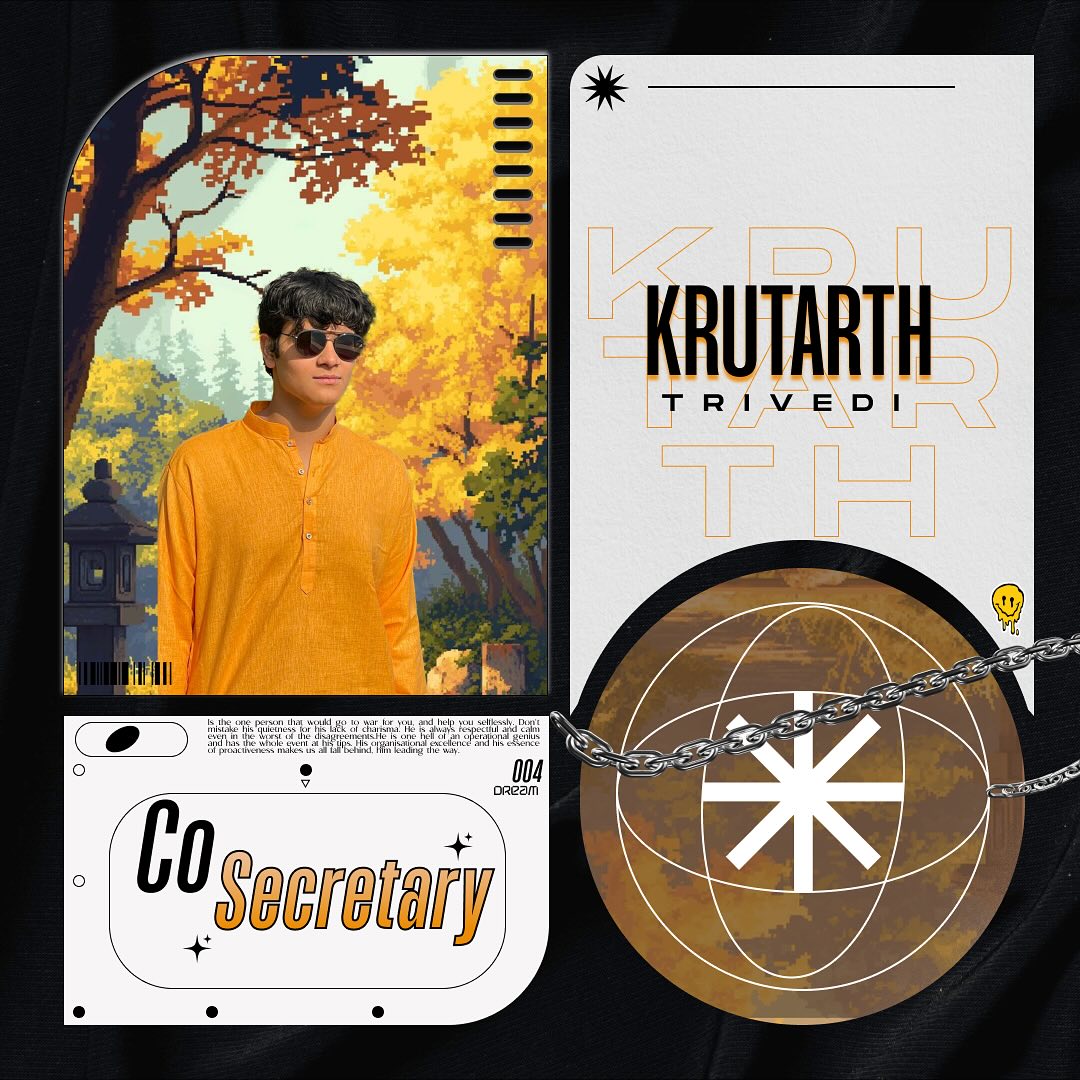 KRU
TAR
TH
KRUTARTH
TRIVEDI
Is the one person that would go to war for you, and help you selflessly. Don't
mistake his quietness for his lack of charisma. He is always respectful and calm
even in the worst of the disagreements.He is one hell of an operational genius
and has the whole event at his tips. His organisational excellence and his essence
of proactiveness makes us all fall behind, Him leading the way.
004
DREAM
Co
Secretary